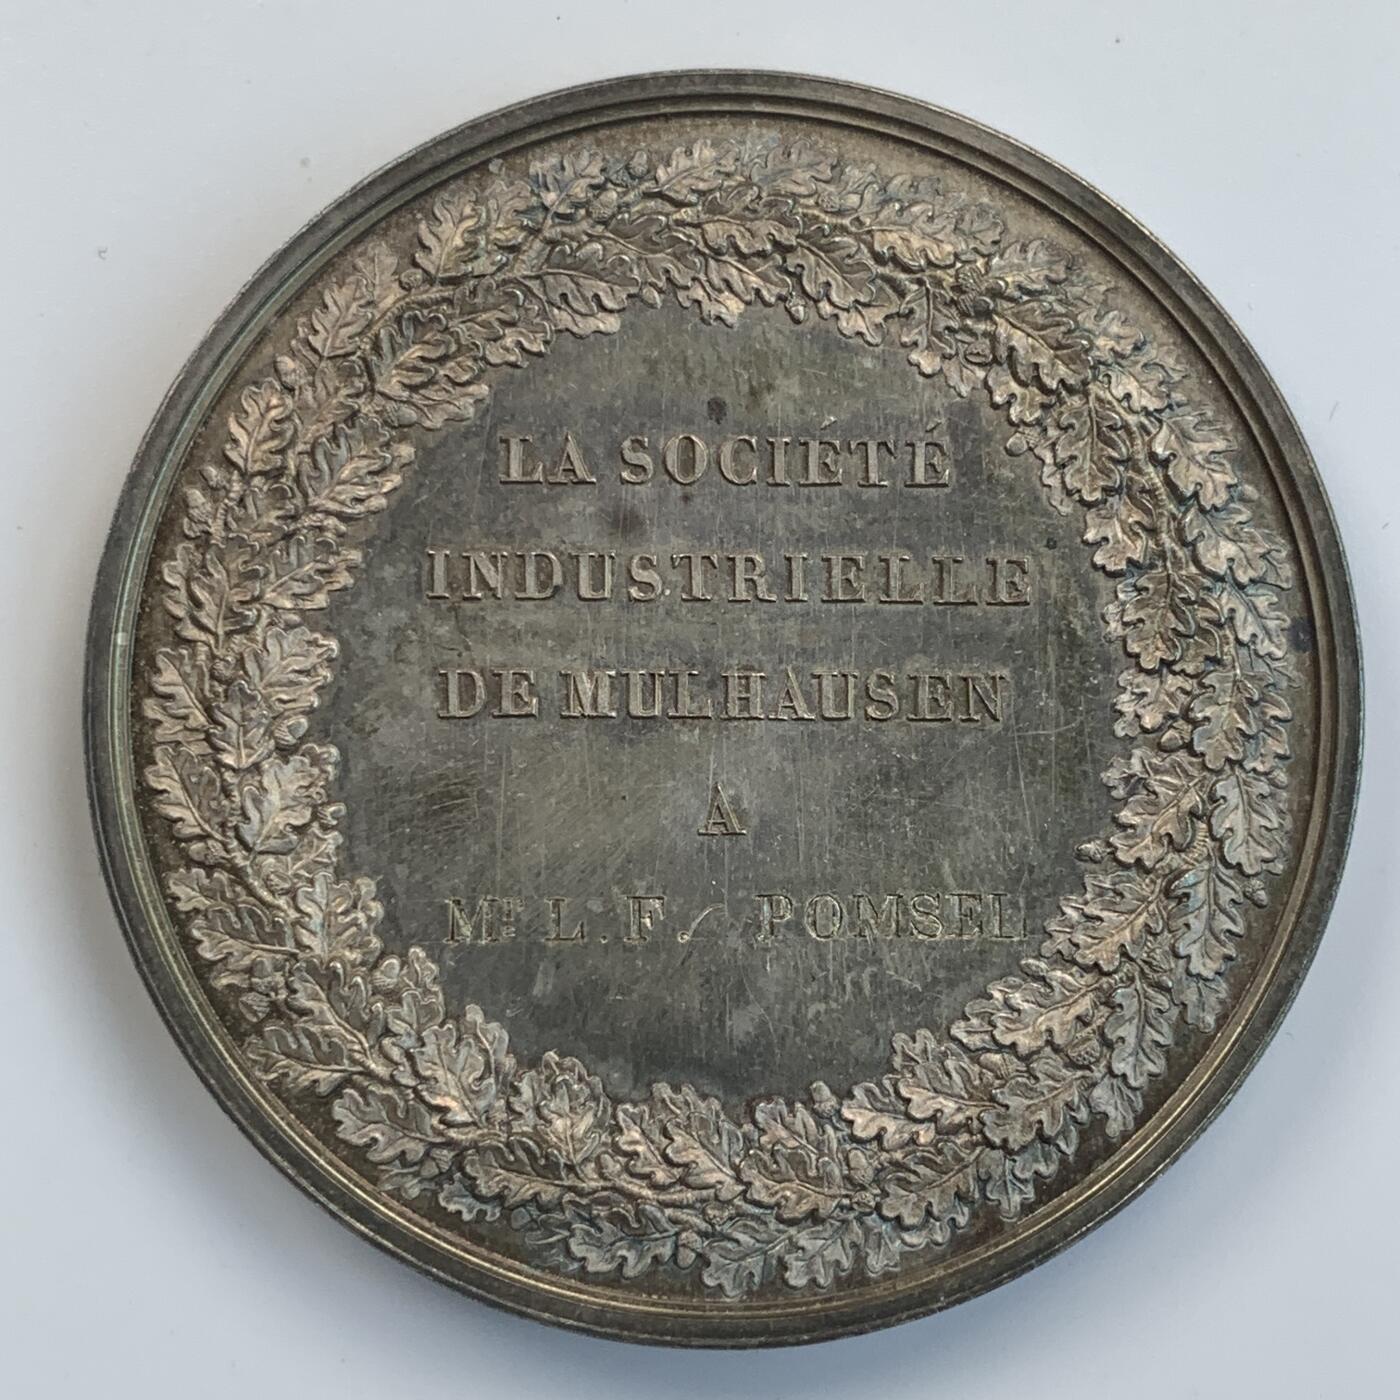 LA SOCIÉTÉ
INDUSTRIELLE
DE MULHAUSEN
A
Mr L. F. POMSEL